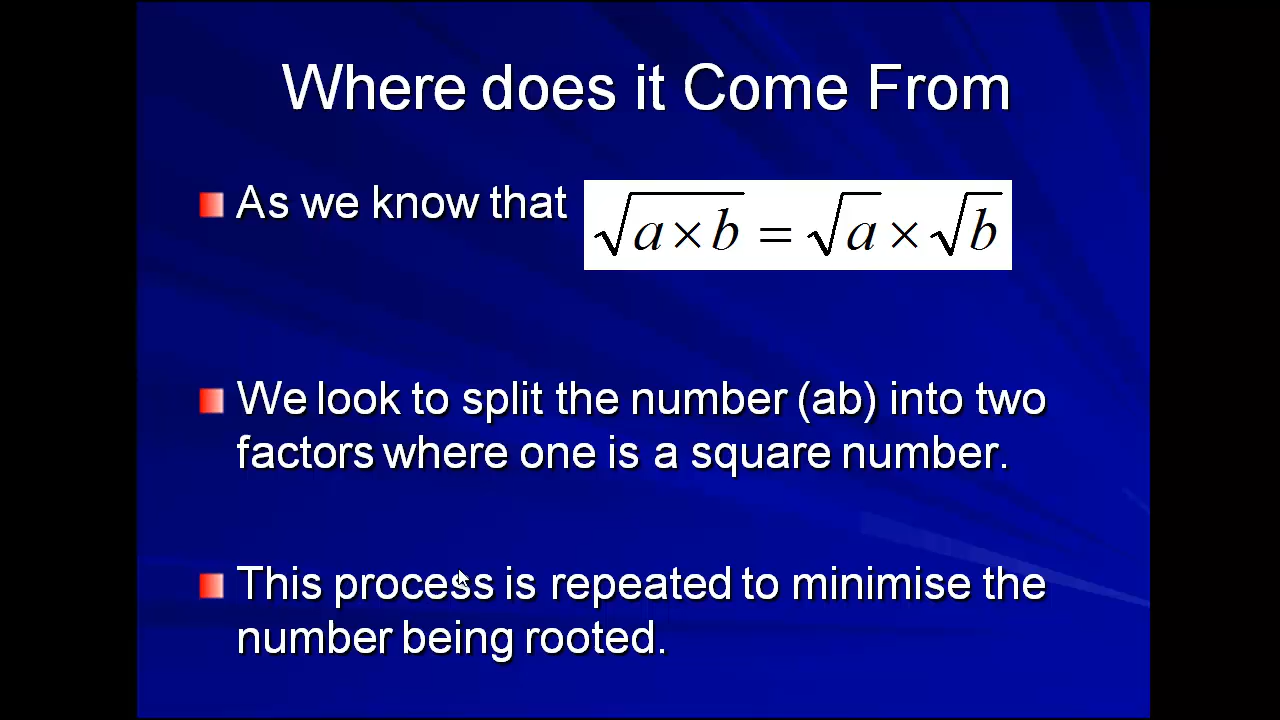 Where does it Come From
As we know that √a×b = √a × √b
We look to split the number (ab) into two
factors where one is a square number.
This process is repeated to minimise the
number being rooted.